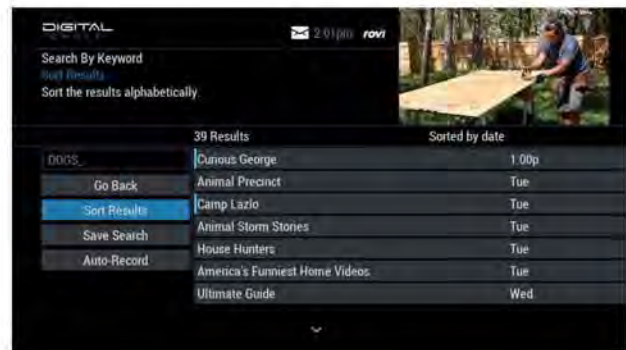 DIGITAL
2:01pm rovi
Search By Keyword
Sort Results
Sort the results alphabetically.
39 Results Sorted by date
DOGS_
Go Back
Sort Results
Save Search
Auto-Record
Curious George 1:00p
Animal Precinct Tue
Camp Lazlo Tue
Animal Storm Stories Tue
House Hunters Tue
America's Funniest Home Videos Tue
Ultimate Guide Wed